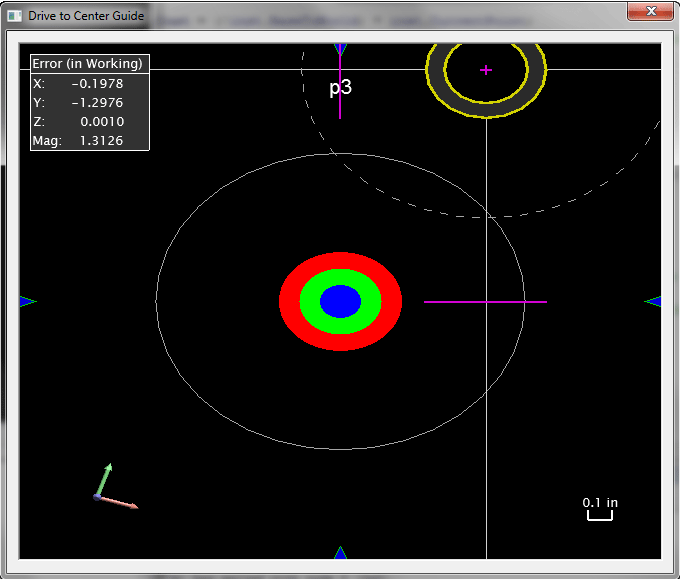 Drive to Center Guide
Error (in Working)
X: -0.1978
Y: -1.2976
Z: 0.0010
Mag: 1.3126
p3
0.1 in